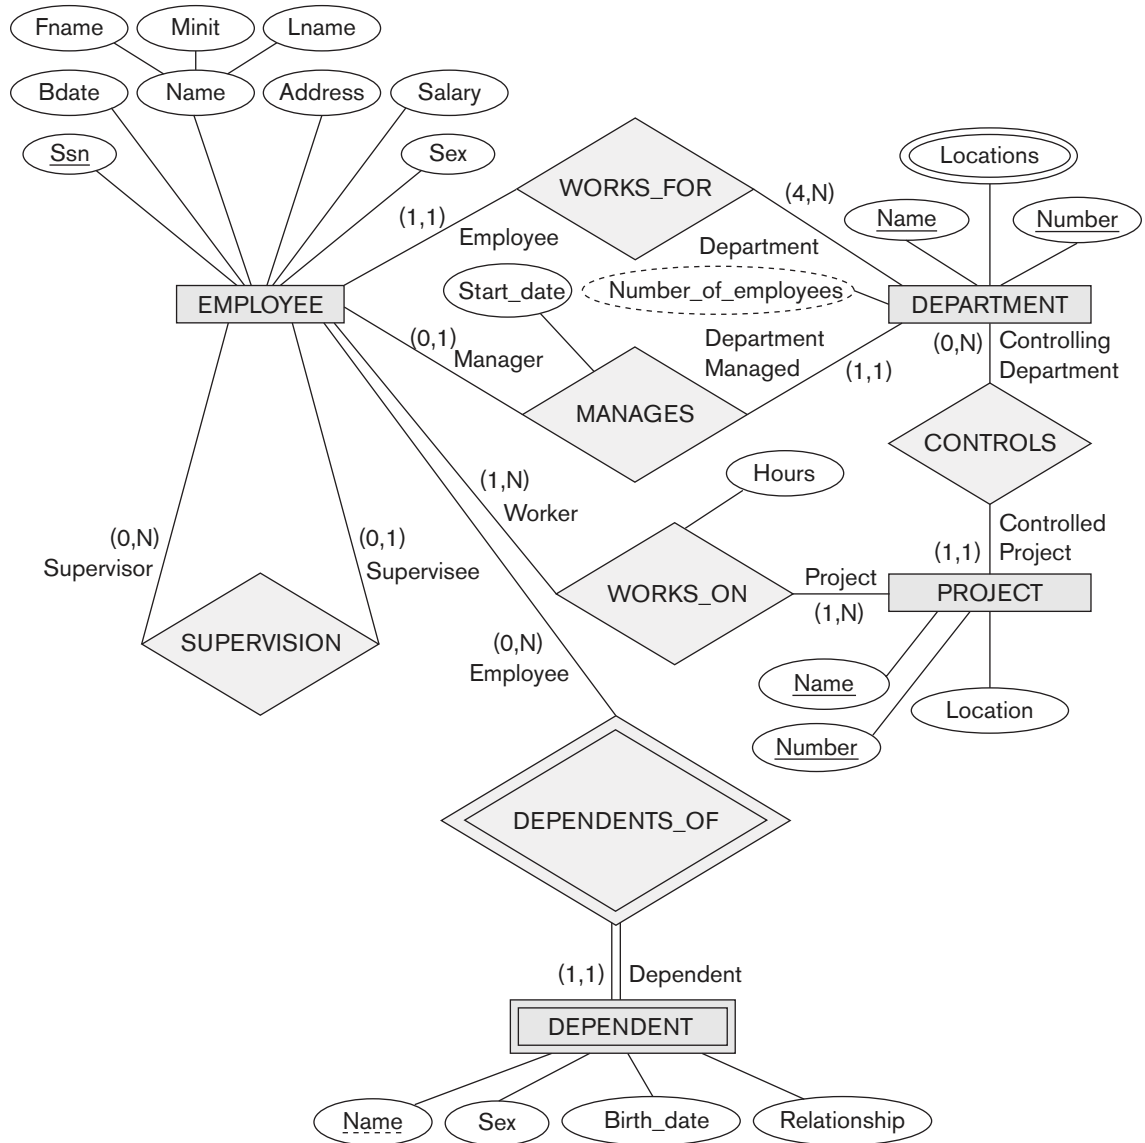 Fname
Minit
Lname
Bdate
Name
Address
Salary
Ssn
Sex
WORKS_FOR
Locations
(1,1)
Employee
(4,N)
Department
Name
Number
EMPLOYEE
Start_date
Number_of_employees
DEPARTMENT
(0,1)
Manager
Department
Managed
(1,1)
(0,N)
Controlling
Department
MANAGES
CONTROLS
Hours
(1,N)
Worker
(0,N)
Supervisor
(0,1)
Supervisee
Controlled
Project
(1,1)
WORKS_ON
Project
(1,N)
PROJECT
SUPERVISION
(0,N)
Employee
Name
Location
Number
DEPENDENTS_OF
(1,1)
Dependent
DEPENDENT
Name
Sex
Birth_date
Relationship